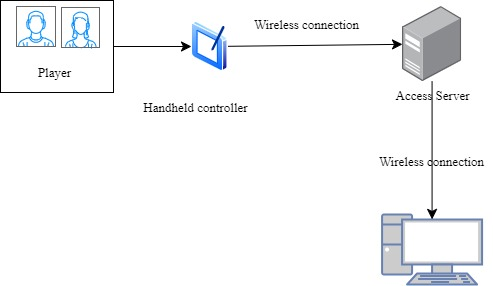 Wireless connection
Player
Access Server
Handheld controller
Wireless connection